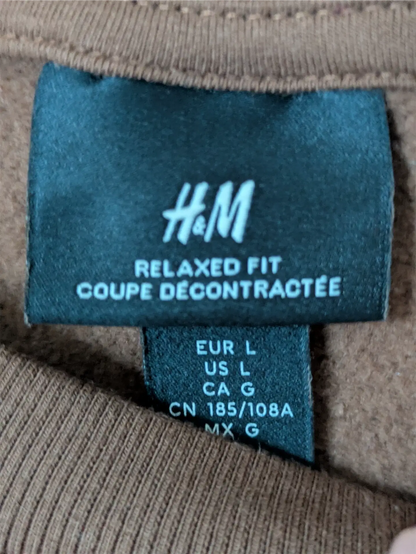 H&M
RELAXED FIT
COUPE DÉCONTRACTÉE
EUR L
US L
CA G
CN 185/108A
MX G